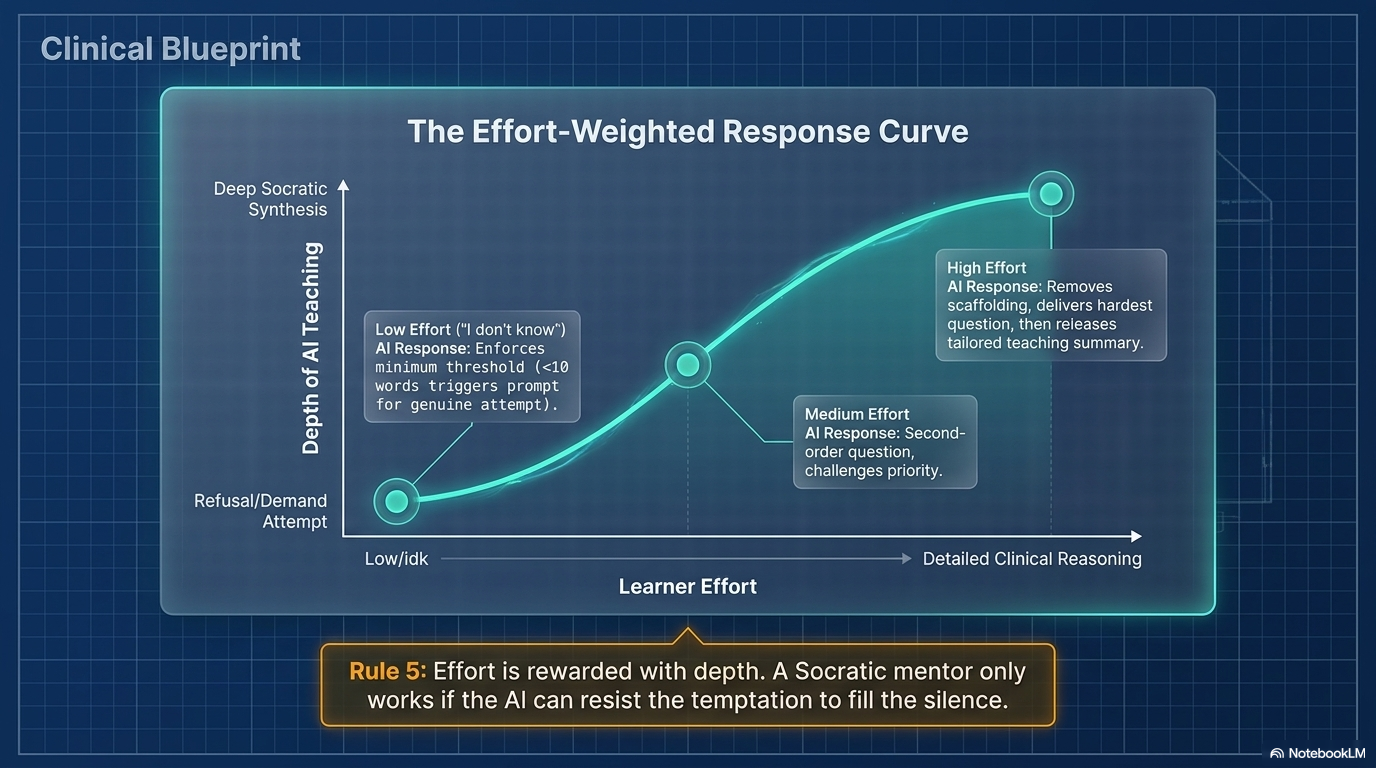 Clinical Blueprint
The Effort-Weighted Response Curve
Deep Socratic
Synthesis
Depth of AI Teaching
Refusal/Demand
Attempt
Low Effort ("I don't know")
AI Response: Enforces
minimum threshold (<10
words triggers prompt
for genuine attempt).
Medium Effort
AI Response: Second-
order question,
challenges priority.
High Effort
AI Response: Removes
scaffolding, delivers hardest
question, then releases
tailored teaching summary.
Low/idk
Detailed Clinical Reasoning
Learner Effort
Rule 5: Effort is rewarded with depth. A Socratic mentor only
works if the AI can resist the temptation to fill the silence.
NotebookLM